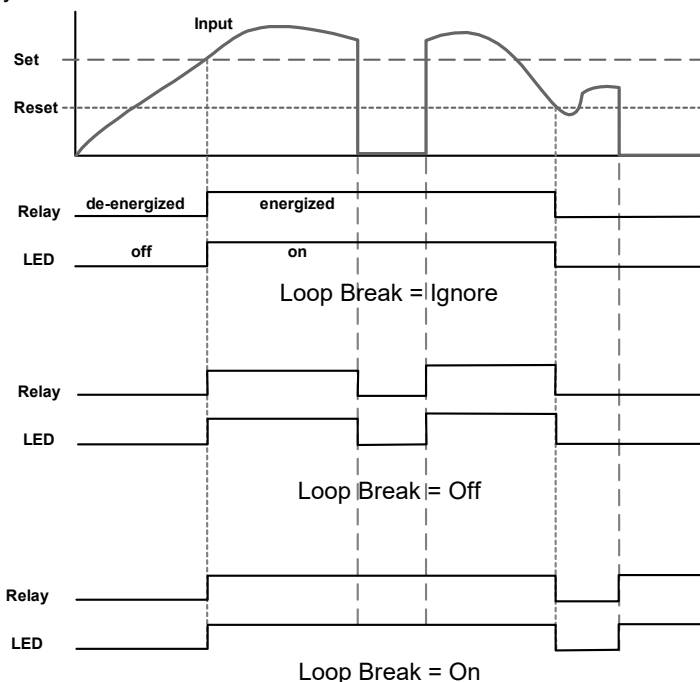 Input
Set
Reset
Relay de-energized energized
LED off on
Loop Break = Ignore
Relay
LED
Loop Break = Off
Relay
LED
Loop Break = On